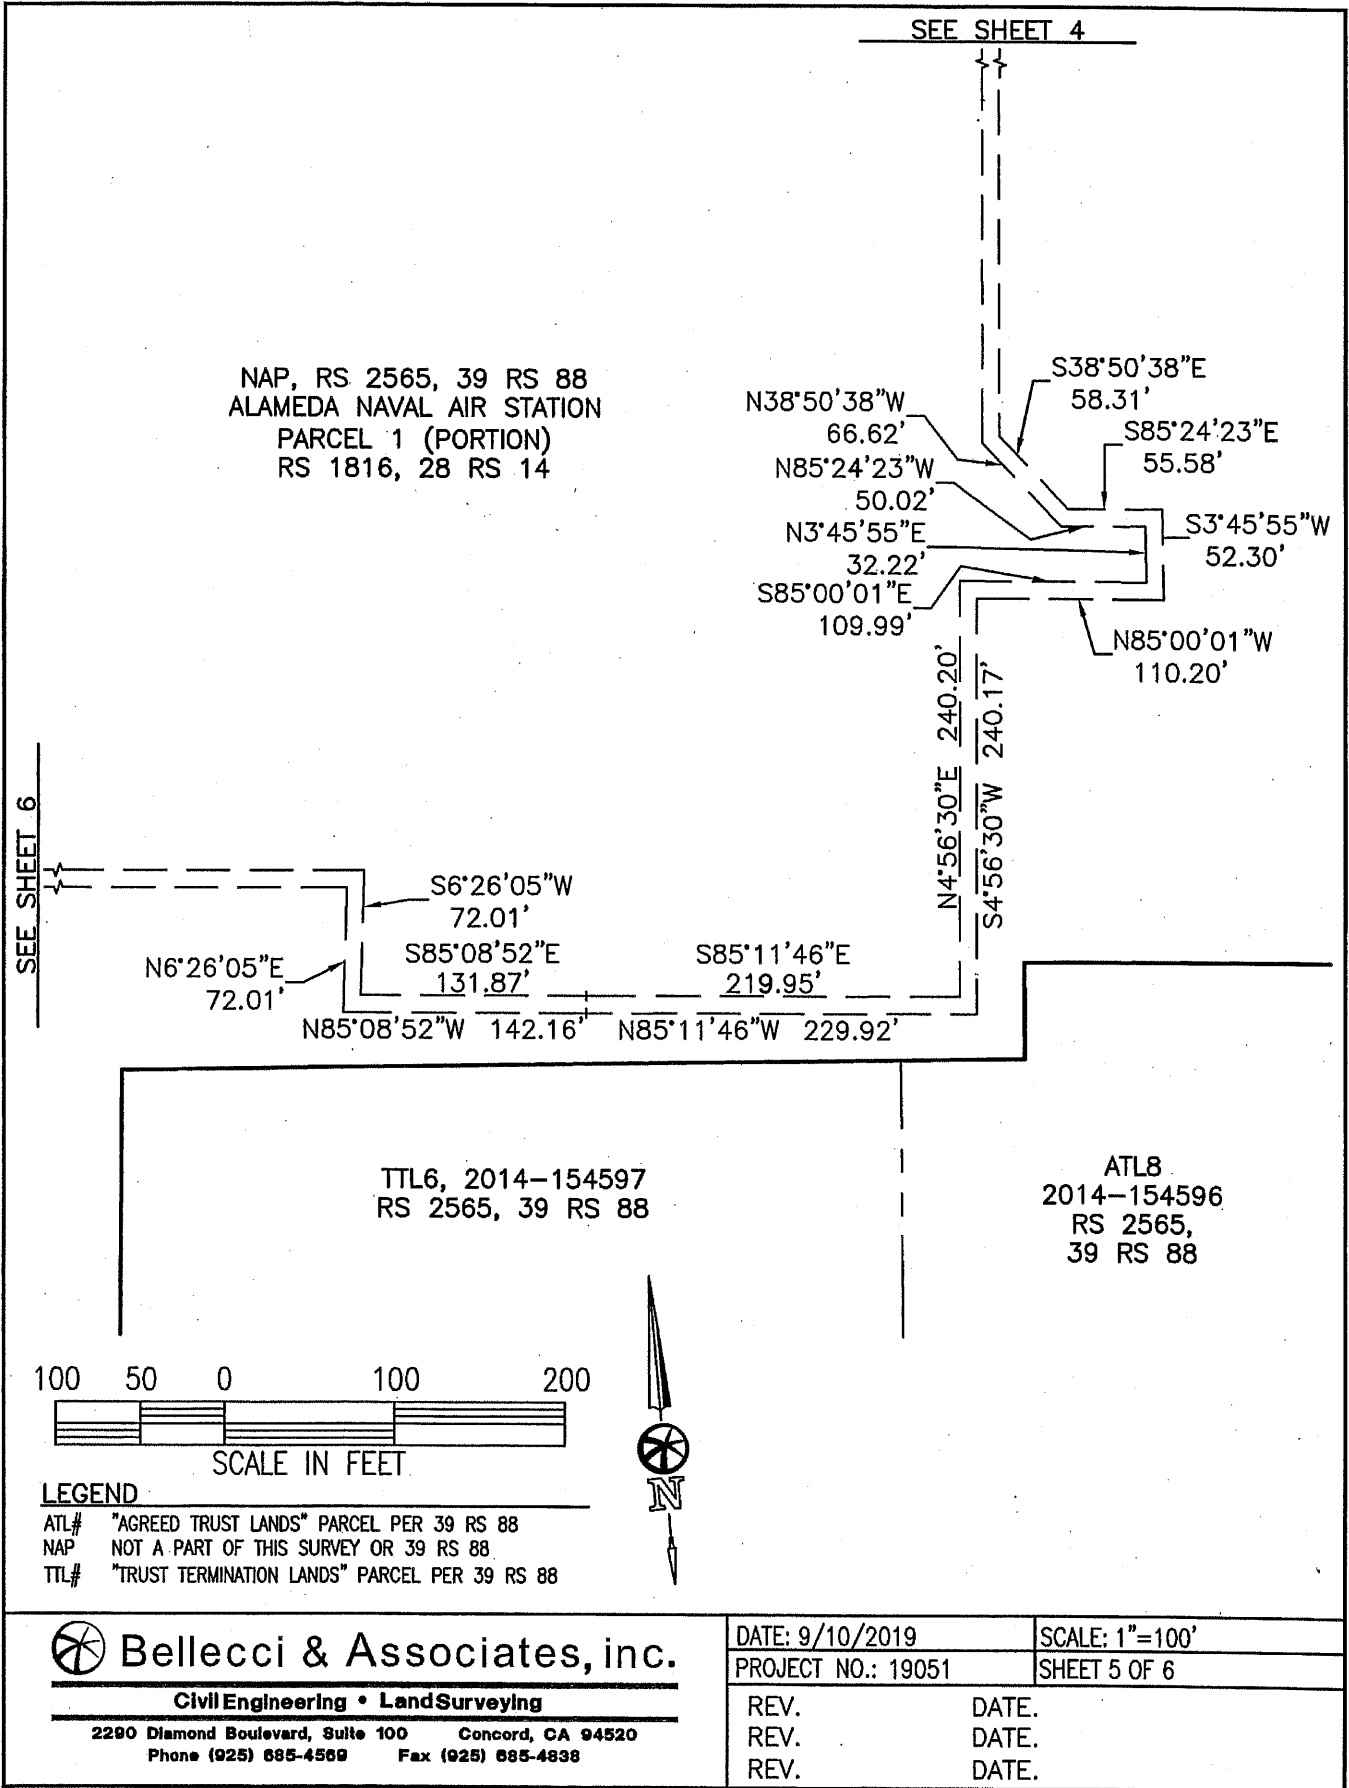 SEE SHEET 4
NAP, RS 2565, 39 RS 88
ALAMEDA NAVAL AIR STATION
PARCEL 1 (PORTION)
RS 1816, 28 RS 14
S38°50'38"E
58.31'
N38°50'38"W
66.62'
S85°24'23"E
55.58'
N85°24'23"W
50.02'
N3°45'55"E
32.22'
S3°45'55"W
52.30'
S85°00'01"E
109.99'
N85°00'01"W
110.20'
N4°56'30"E 240.20'
S4°56'30"W 240.17'
SEE SHEET 6
S6°26'05"W
72.01'
N6°26'05"E
72.01'
S85°08'52"E
131.87'
S85°11'46"E
219.95'
N85°08'52"W 142.16'
N85°11'46"W 229.92'
TTL6, 2014-154597
RS 2565, 39 RS 88
ATL8
2014-154596
RS 2565,
39 RS 88
100 50 0 100 200
SCALE IN FEET
N
LEGEND
ATL# "AGREED TRUST LANDS" PARCEL PER 39 RS 88
NAP NOT A PART OF THIS SURVEY OR 39 RS 88
TTL# "TRUST TERMINATION LANDS" PARCEL PER 39 RS 88
Bellecci & Associates, inc.
Civil Engineering • Land Surveying
2290 Diamond Boulevard, Suite 100 Concord, CA 94520
Phone (925) 685-4569 Fax (925) 685-4838
DATE: 9/10/2019
SCALE: 1"=100'
PROJECT NO.: 19051
SHEET 5 OF 6
REV. DATE.
REV. DATE.
REV. DATE.